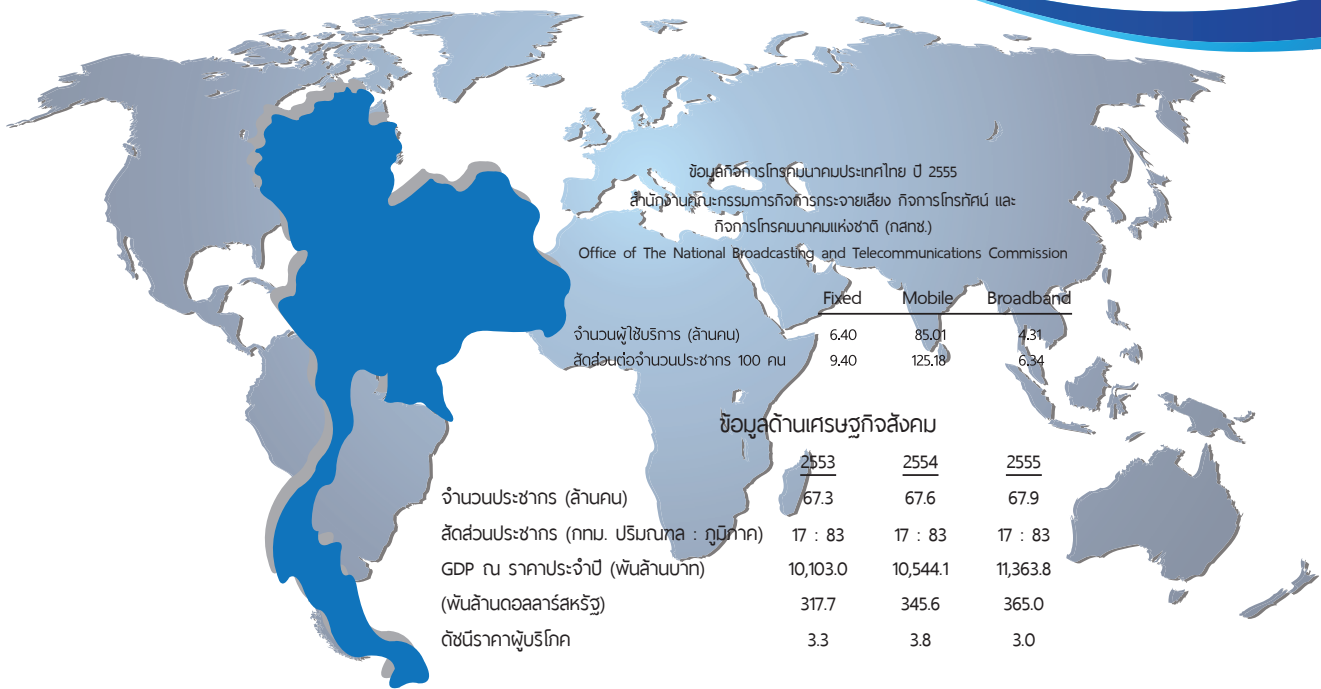 ข้อมูลกิจการโทรคมนาคมประเทศไทย ปี 2555
สำนักงานคณะกรรมการกิจการกระจายเสียง กิจการโทรทัศน์ และ
กิจการโทรคมนาคมแห่งชาติ (กสทช.)
Office of The National Broadcasting and Telecommunications Commission
Fixed Mobile Broadband
จำนวนผู้ใช้บริการ (ล้านคน) 6.40 85.01 4.31
สัดส่วนต่อจำนวนประชากร 100 คน 9.40 125.18 6.34
ข้อมูลด้านเศรษฐกิจสังคม
2553 2554 2555
จำนวนประชากร (ล้านคน) 67.3 67.6 67.9
สัดส่วนประชากร (กทม. ปริมณฑล : ภูมิภาค) 17 : 83 17 : 83 17 : 83
GDP ณ ราคาประจำปี (พันล้านบาท) 10,103.0 10,544.1 11,363.8
(พันล้านดอลลาร์สหรัฐ) 317.7 345.6 365.0
ดัชนีราคาผู้บริโภค 3.3 3.8 3.0